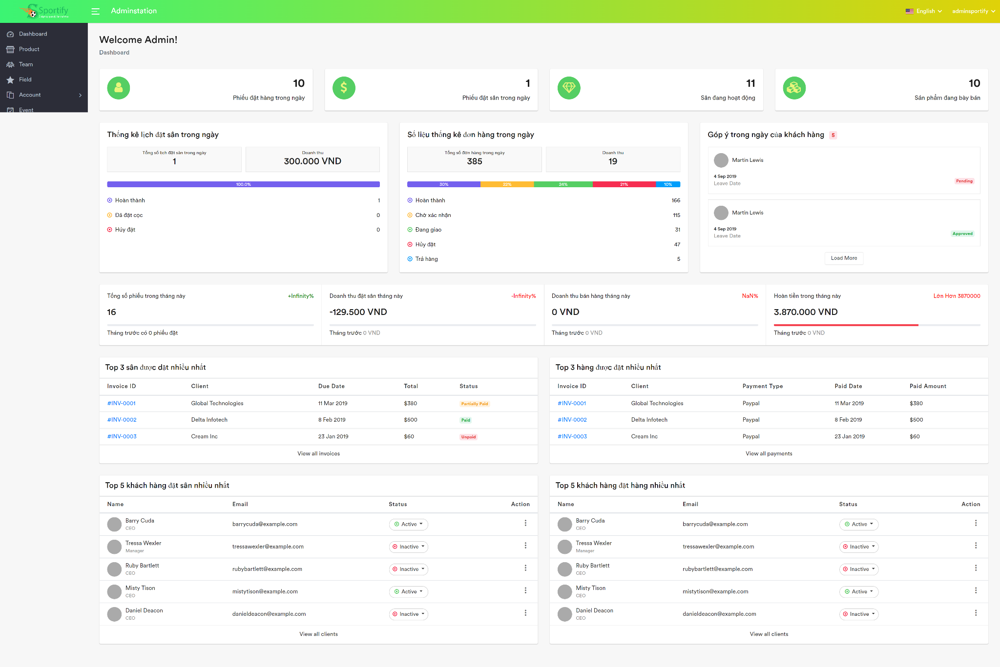 Sportify
Adminstation
English
adminsportify
Dashboard
Product
Team
Field
Account
Event
Welcome Admin!
Dashboard
10
Phiếu đặt hàng trong ngày
1
Phiếu đặt sân trong ngày
11
Sân đang hoạt động
10
Sản phẩm đang bày bán
Thống kê lịch đặt sân trong ngày
Tổng số lịch đặt sân trong ngày
1
Doanh thu
300.000 VND
100.0%
Hoàn thành 1
Đã đặt cọc 0
Húy đặt 0
Số liệu thống kê đơn hàng trong ngày
Tổng số đơn hàng trong ngày
385
Doanh thu
19
30% 22% 24% 21% 10%
Hoàn thành 166
Chờ xác nhận 115
Đang giao 31
Hủy đặt 47
Trả hàng 5
Góp ý trong ngày của khách hàng 5
Martin Lewis
4 Sep 2019
Leave Date
Pending
Martin Lewis
4 Sep 2019
Leave Date
Approved
Load More
Tổng số phiếu trong tháng này +Infinity%
16
Tháng trước có 0 phiếu đặt
Doanh thu đặt sân tháng này -Infinity%
-129.500 VND
Tháng trước 0 VND
Doanh thu bán hàng tháng này NaN%
0 VND
Tháng trước 0 VND
Hoàn tiền trong tháng này Lớn Hơn 3870000
3.870.000 VND
Tháng trước 0 VND
Top 3 sân được đặt nhiều nhất
Invoice ID Client Due Date Total Status
#INV-0001 Global Technologies 11 Mar 2019 $380 Partially Paid
#INV-0002 Delta Infotech 8 Feb 2019 $500 Paid
#INV-0003 Cream Inc 23 Jan 2019 $60 Unpaid
View all invoices
Top 3 hàng được đặt nhiều nhất
Invoice ID Client Payment Type Paid Date Paid Amount
#INV-0001 Global Technologies Paypal 11 Mar 2019 $380
#INV-0002 Delta Infotech Paypal 8 Feb 2019 $500
#INV-0003 Cream Inc Paypal 23 Jan 2019 $60
View all payments
Top 5 khách hàng đặt sân nhiều nhất
Name Email Status Action
Barry Cuda
CEO
barrycuda@example.com Active
Tressa Wexler
Manager
tressawexler@example.com Inactive
Ruby Bartlett
CEO
rubybartlett@example.com Inactive
Misty Tison
CEO
mistytison@example.com Active
Daniel Deacon
CEO
danieldeacon@example.com Inactive
View all clients
Top 5 khách hàng đặt hàng nhiều nhất
Name Email Status Action
Barry Cuda
CEO
barrycuda@example.com Active
Tressa Wexler
Manager
tressawexler@example.com Inactive
Ruby Bartlett
CEO
rubybartlett@example.com Inactive
Misty Tison
CEO
mistytison@example.com Active
Daniel Deacon
CEO
danieldeacon@example.com Inactive
View all clients